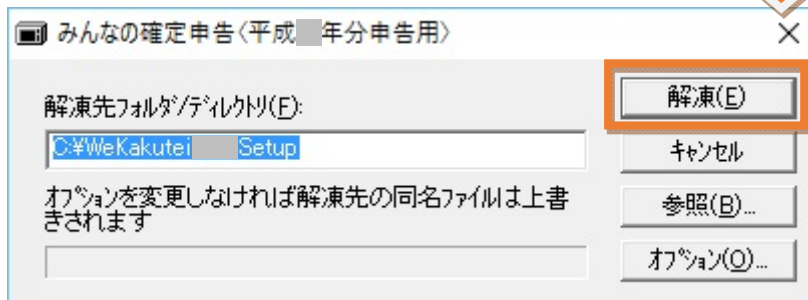 みんなの確定申告〈平成 年分申告用〉
解凍先フォルダ/ディレクトリ(F):
C:¥WeKakutei Setup
オプションを変更しなければ解凍先の同名ファイルは上書
きされます
解凍(E)
キャンセル
参照(B)...
オプション(O)...